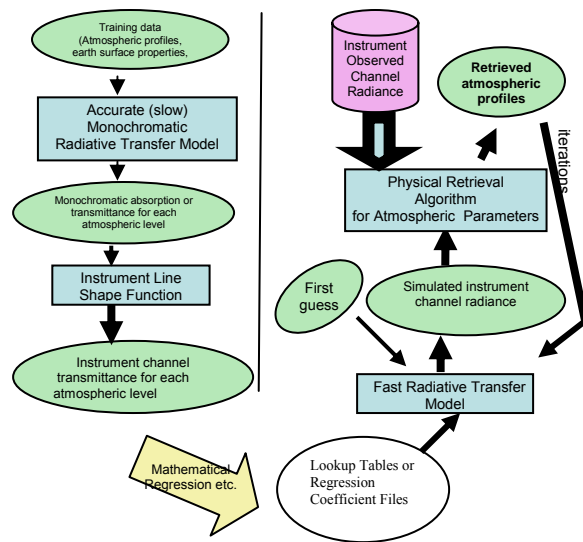 Training data
(Atmospheric profiles,
earth surface properties,
Accurate (slow)
Monochromatic
Radiative Transfer Model
Monochromatic absorption or
transmittance for each
atmospheric level
Instrument Line
Shape Function
Instrument channel
transmittance for each
atmospheric level
Mathematical
Regression etc.
Instrument
Observed
Channel
Radiance
Retrieved
atmospheric
profiles
iterations
Physical Retrieval
Algorithm
for Atmospheric Parameters
First
guess
Simulated instrument
channel radiance
Fast Radiative Transfer
Model
Lookup Tables or
Regression
Coefficient Files